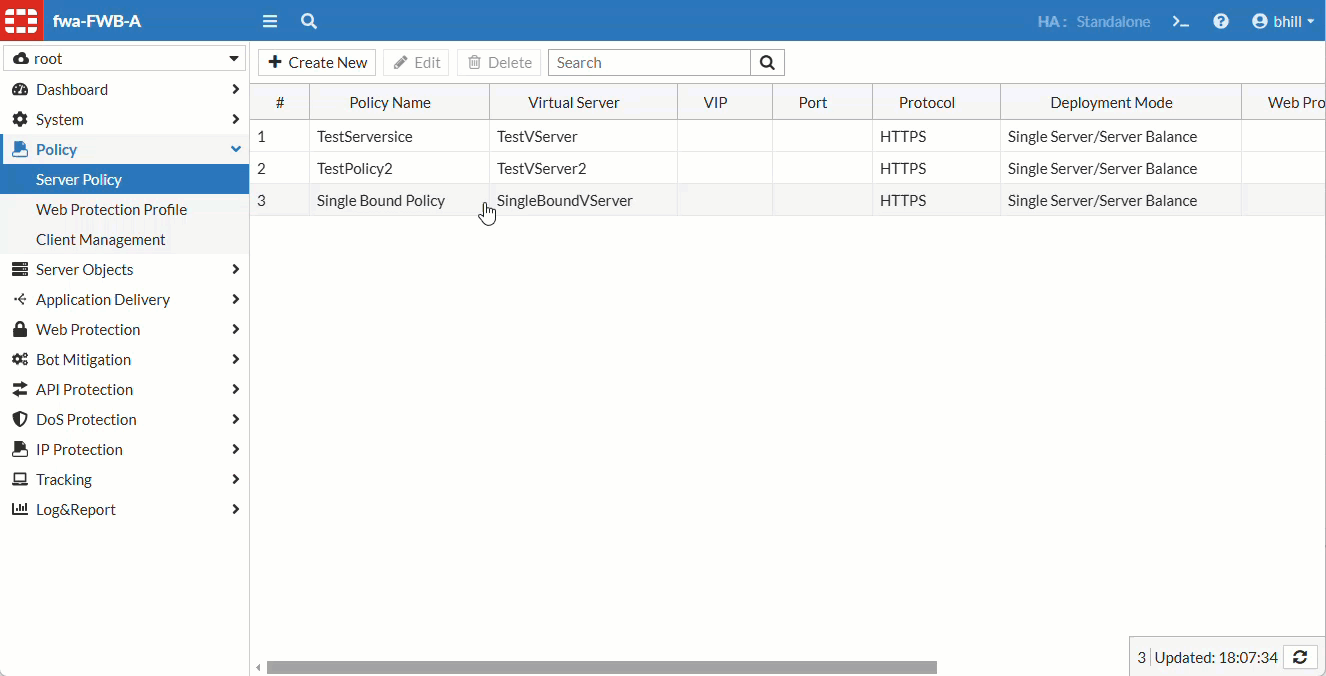 fwa-FWB-A
HA: Standalone
bhill
root
Dashboard
System
Policy
Server Policy
Web Protection Profile
Client Management
Server Objects
Application Delivery
Web Protection
Bot Mitigation
API Protection
DoS Protection
IP Protection
Tracking
Log&Report
Create New Edit Delete Search
# Policy Name Virtual Server VIP Port Protocol Deployment Mode Web Pro
1 TestServersice TestVServer HTTPS Single Server/Server Balance
2 TestPolicy2 TestVServer2 HTTPS Single Server/Server Balance
3 Single Bound Policy SingleBoundVServer HTTPS Single Server/Server Balance
3 Updated: 18:07:34